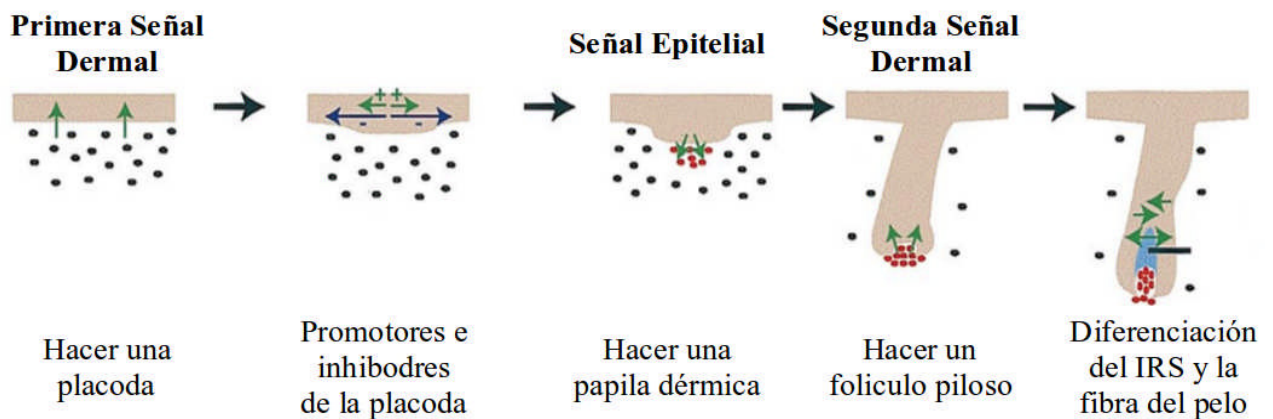 Primera Señal
Dermal
Señal Epitelial
Segunda Señal
Dermal
++
- -
Hacer una
placoda
Promotores e
inhibodres
de la placoda
Hacer una
papila dérmica
Hacer un
foliculo piloso
Diferenciación
del IRS y la
fibra del pelo